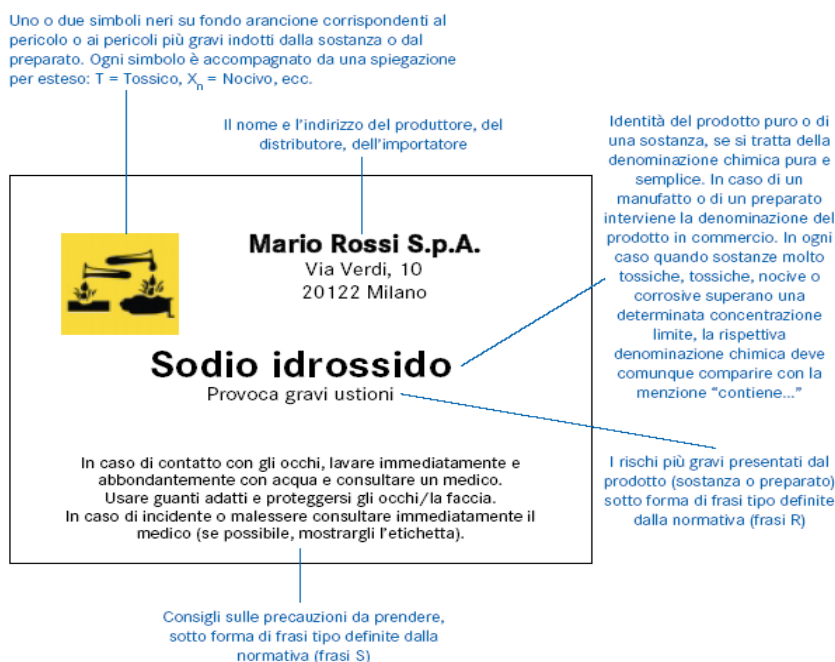 Uno o due simboli neri su fondo arancione corrispondenti al
pericolo o ai pericoli più gravi indotti dalla sostanza o dal
preparato. Ogni simbolo è accompagnato da una spiegazione
per esteso: T = Tossico, Xn = Nocivo, ecc.
Il nome e l'indirizzo del produttore, del
distributore, dell'importatore
Identità del prodotto puro o di
una sostanza, se si tratta della
denominazione chimica pura e
semplice. In caso di un
manufatto o di un preparato
interviene la denominazione del
prodotto in commercio. In ogni
caso quando sostanze molto
tossiche, tossiche, nocive o
corrosive superano una
determinata concentrazione
limite, la rispettiva
denominazione chimica deve
comunque comparire con la
menzione "contiene..."
Mario Rossi S.p.A.
Via Verdi, 10
20122 Milano
Sodio idrossido
Provoca gravi ustioni
In caso di contatto con gli occhi, lavare immediatamente e
abbondantemente con acqua e consultare un medico.
Usare guanti adatti e proteggersi gli occhi/la faccia.
In caso di incidente o malessere consultare immediatamente il
medico (se possibile, mostrargli l'etichetta).
I rischi più gravi presentati dal
prodotto (sostanza o preparato)
sotto forma di frasi tipo definite
dalla normativa (frasi R)
Consigli sulle precauzioni da prendere,
sotto forma di frasi tipo definite dalla
normativa (frasi S)